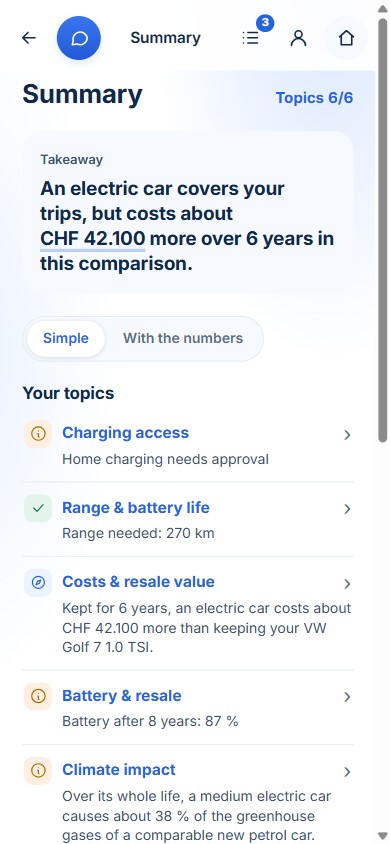 Summary
3
Summary
Topics 6/6
Takeaway
An electric car covers your
trips, but costs about
CHF 42.100 more over 6 years in
this comparison.
Simple
With the numbers
Your topics
Charging access
Home charging needs approval
Range & battery life
Range needed: 270 km
Costs & resale value
Kept for 6 years, an electric car costs about
CHF 42.100 more than keeping your VW
Golf 7 1.0 TSI.
Battery & resale
Battery after 8 years: 87 %
Climate impact
Over its whole life, a medium electric car
causes about 38 % of the greenhouse
gases of a comparable new petrol car.